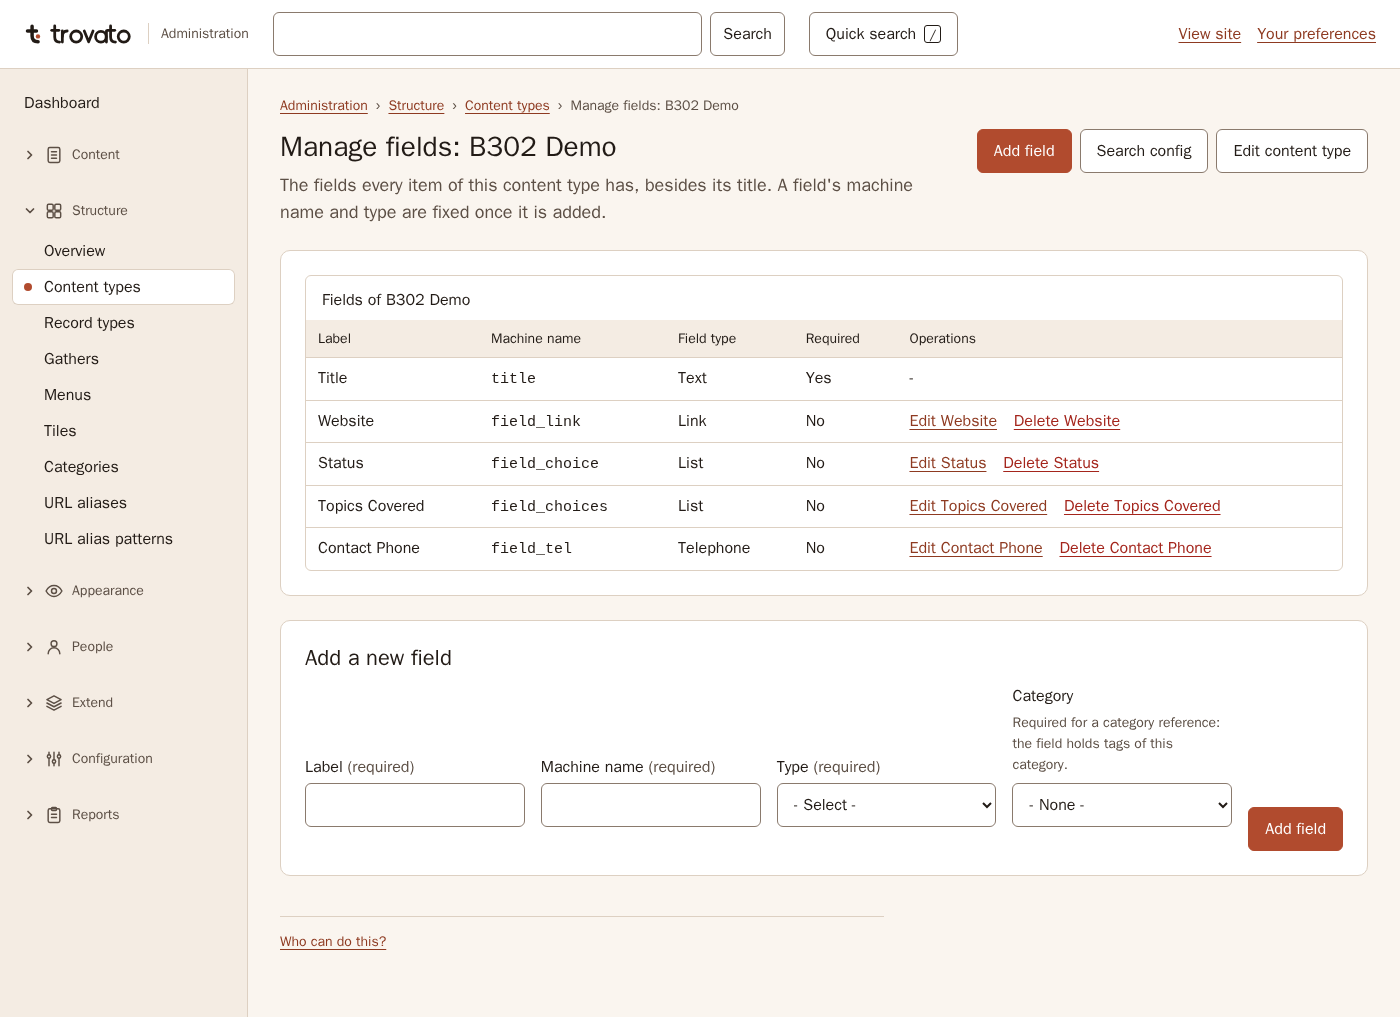 trovato
Administration
Search
Quick search /
View site
Your preferences
Dashboard
Content
Structure
Overview
Content types
Record types
Gathers
Menus
Tiles
Categories
URL aliases
URL alias patterns
Appearance
People
Extend
Configuration
Reports
Administration › Structure › Content types › Manage fields: B302 Demo
Manage fields: B302 Demo
The fields every item of this content type has, besides its title. A field's machine
name and type are fixed once it is added.
Add field
Search config
Edit content type
Fields of B302 Demo
Label Machine name Field type Required Operations
Title title Text Yes -
Website field_link Link No Edit Website Delete Website
Status field_choice List No Edit Status Delete Status
Topics Covered field_choices List No Edit Topics Covered Delete Topics Covered
Contact Phone field_tel Telephone No Edit Contact Phone Delete Contact Phone
Add a new field
Label (required)
Machine name (required)
Type (required)
- Select -
Category
Required for a category reference:
the field holds tags of this
category.
- None -
Add field
Who can do this?